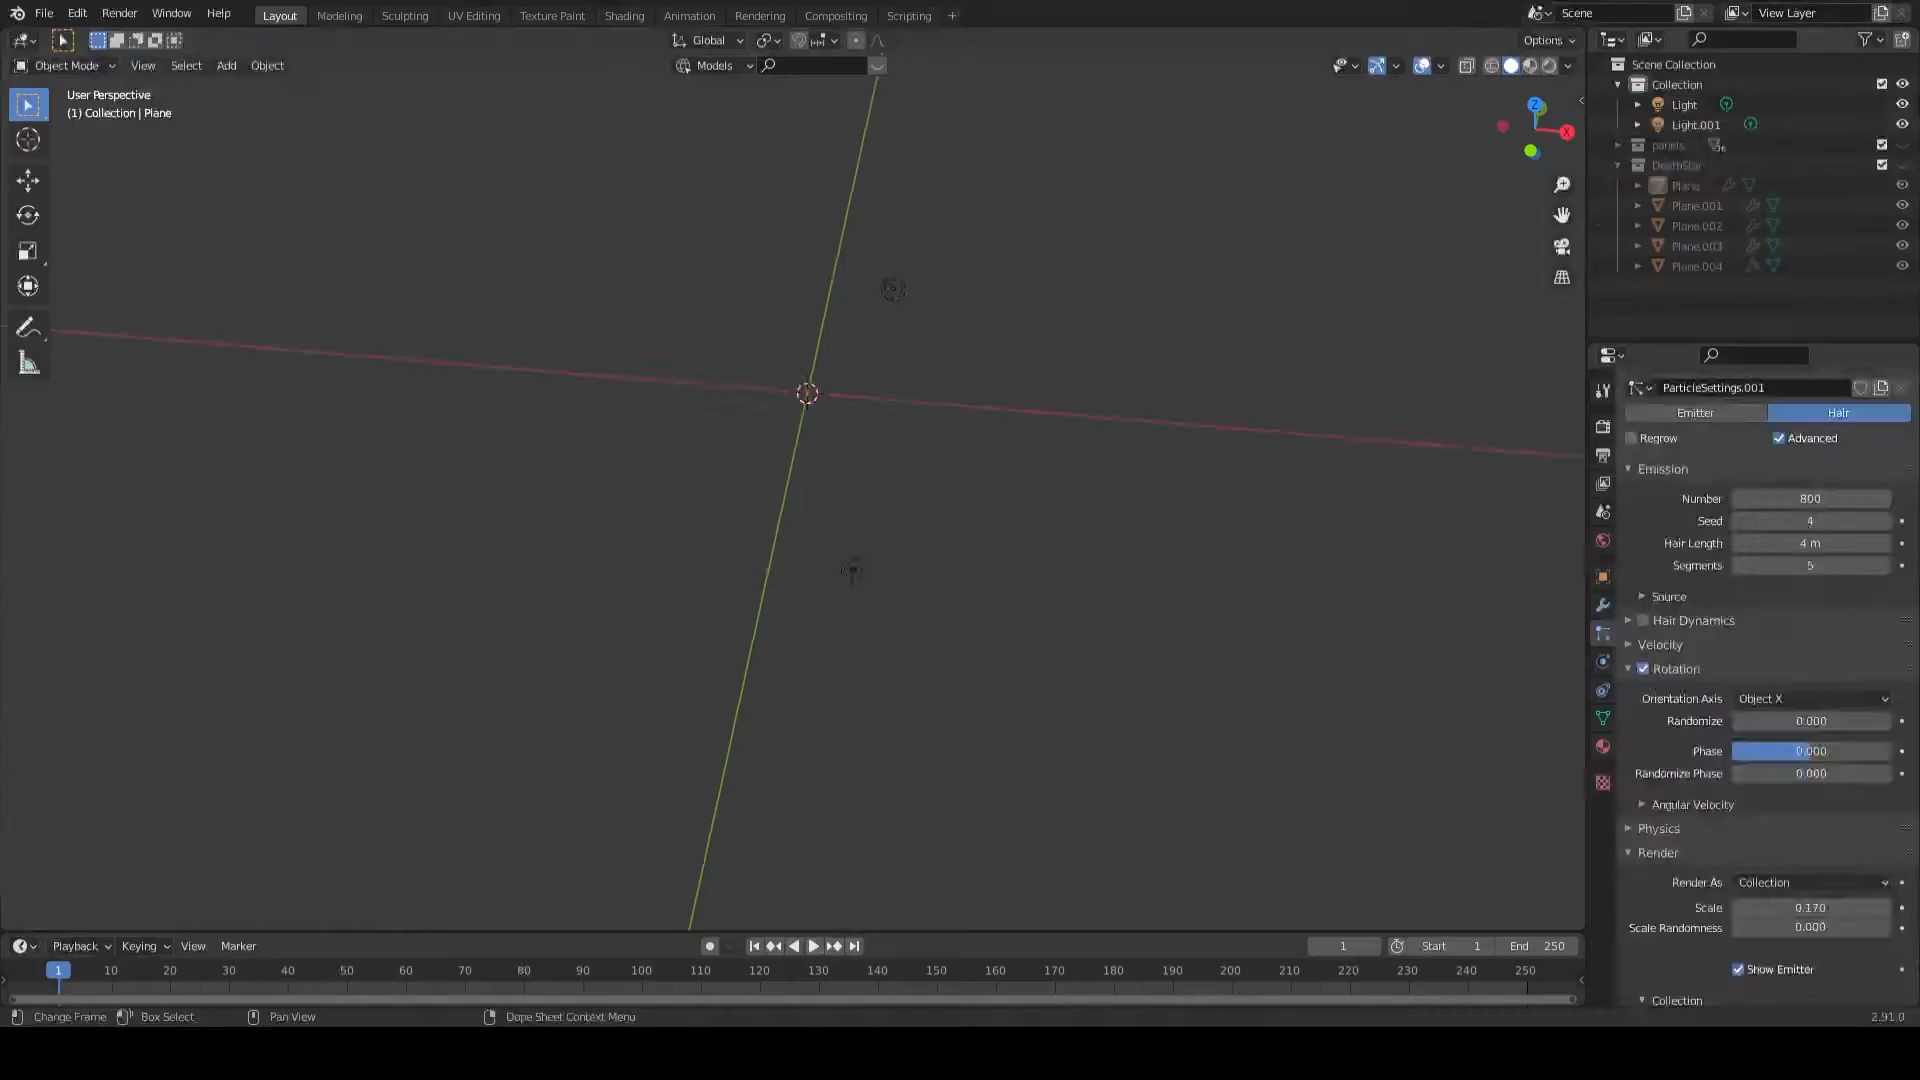 File Edit Render Window Help Layout Modeling Sculpting UV Editing Texture Paint Shading Animation Rendering Compositing Scripting + Scene View Layer
Global Options
Object Mode View Select Add Object Models
User Perspective
(1) Collection | Plane
Z
X
Scene Collection
Collection
Light
Light.001
panels 36
DeathStar
Plane
Plane.001
Plane.002
Plane.003
Plane.004
ParticleSettings.001
Emitter Hair
Regrow Advanced
Emission
Number 800
Seed 4
Hair Length 4 m
Segments 5
Source
Hair Dynamics
Velocity
Rotation
Orientation Axis Object X
Randomize 0.000
Phase 0.000
Randomize Phase 0.000
Angular Velocity
Physics
Render
Render As Collection
Scale 0.170
Scale Randomness 0.000
Show Emitter
Collection
Playback Keying View Marker 1 Start 1 End 250
1 10 20 30 40 50 60 70 80 90 100 110 120 130 140 150 160 170 180 190 200 210 220 230 240 250
Change Frame Box Select Pan View Dope Sheet Context Menu 2.91.0